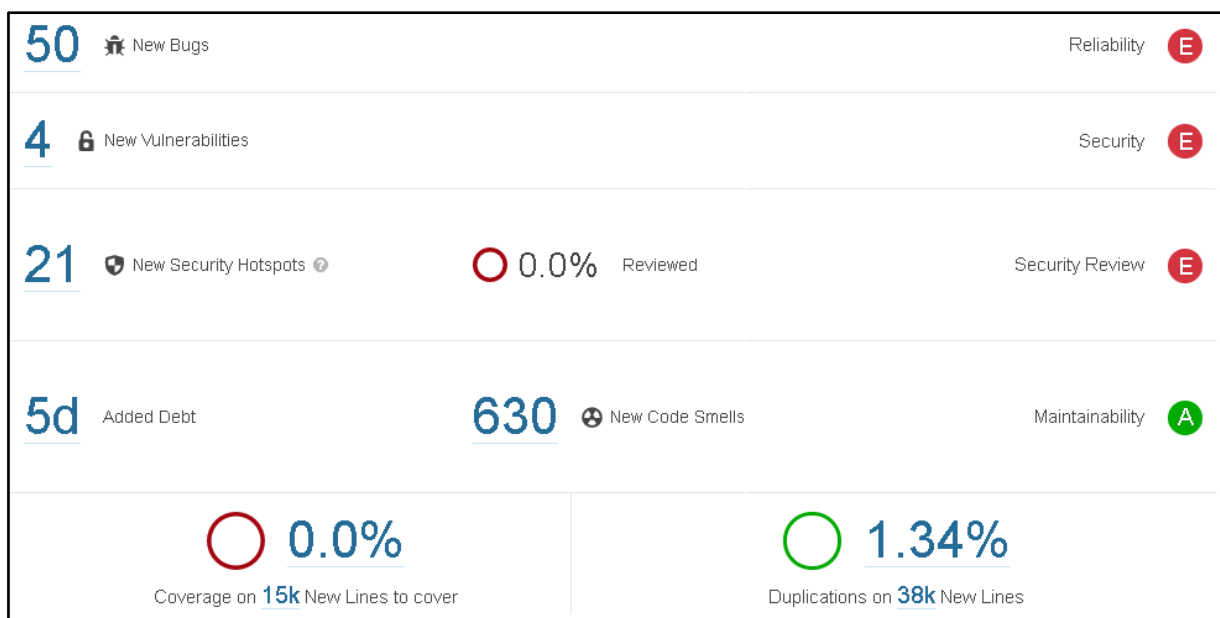 50 New Bugs Reliability E
4 New Vulnerabilities Security E
21 New Security Hotspots ? 0.0% Reviewed Security Review E
5d Added Debt 630 New Code Smells Maintainability A
0.0% 1.34%
Coverage on 15k New Lines to cover Duplications on 38k New Lines